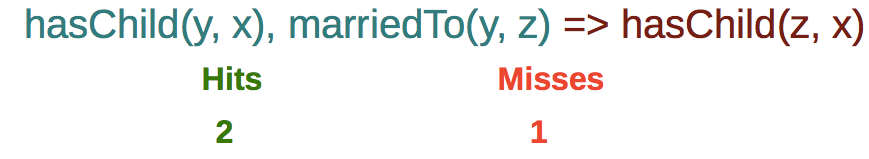 hasChild(y, x), marriedTo(y, z) => hasChild(z, x)
Hits Misses
2 1